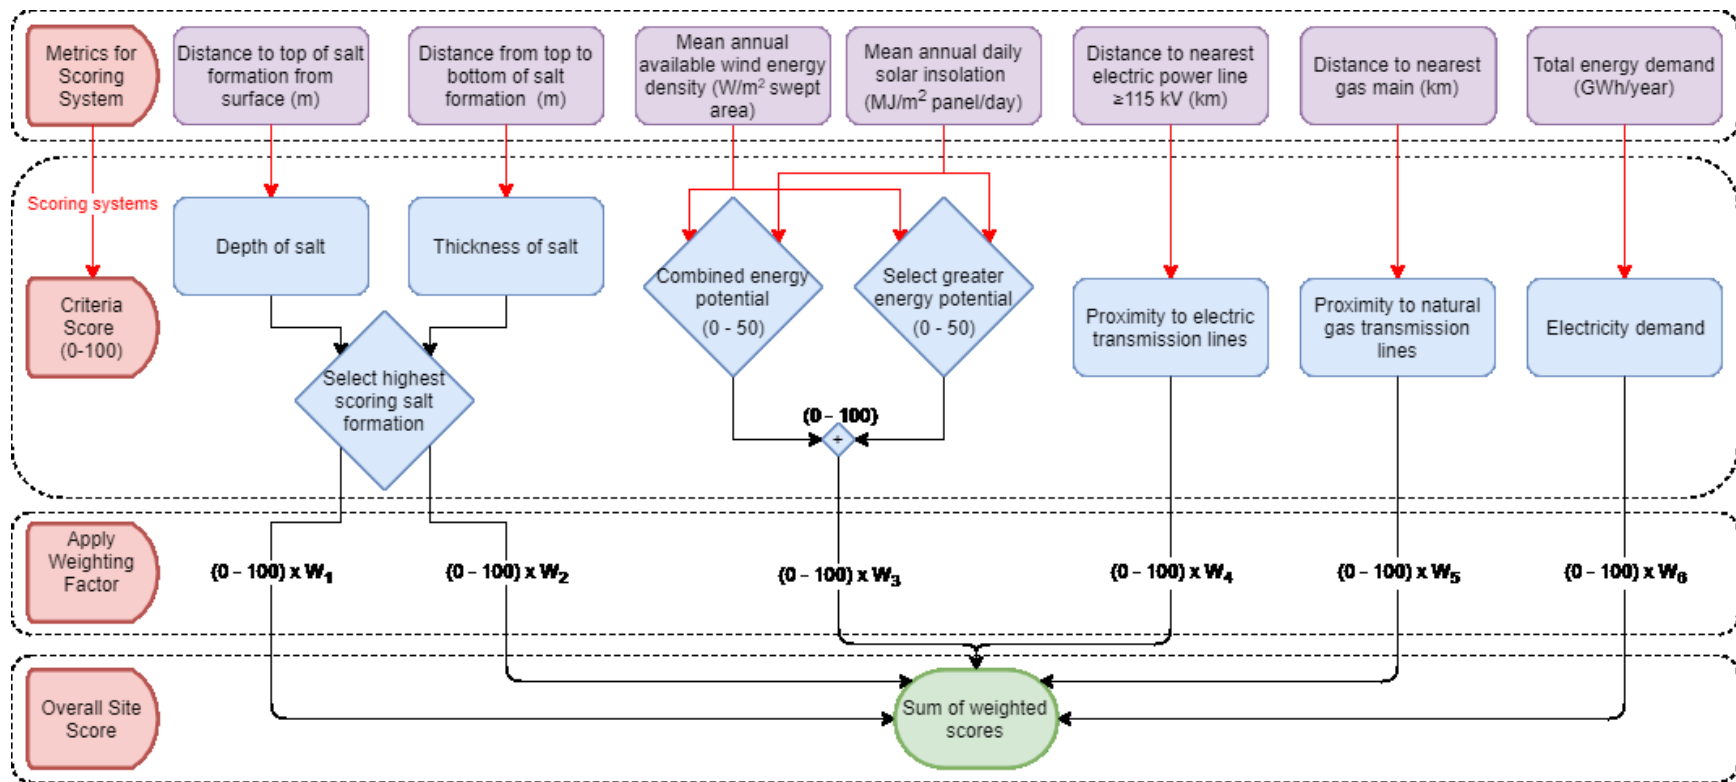 Metrics for
Scoring
System
Distance to top of salt
formation from
surface (m)
Distance from top to
bottom of salt
formation (m)
Mean annual
available wind energy
density (W/m² swept
area)
Mean annual daily
solar insolation
(MJ/m² panel/day)
Distance to nearest
electric power line
≥115 kV (km)
Distance to nearest
gas main (km)
Total energy demand
(GWh/year)
Scoring systems
Criteria
Score
(0-100)
Depth of salt
Thickness of salt
Select highest
scoring salt
formation
Combined energy
potential
(0 - 50)
Select greater
energy potential
(0 - 50)
(0 – 100)
+
Proximity to electric
transmission lines
Proximity to natural
gas transmission
lines
Electricity demand
Apply
Weighting
Factor
(0 – 100) x W₁
(0 – 100) x W₂
(0 – 100) x W₃
(0 – 100) x W₄
(0 – 100) x W₅
(0 – 100) x W₆
Overall Site
Score
Sum of weighted
scores